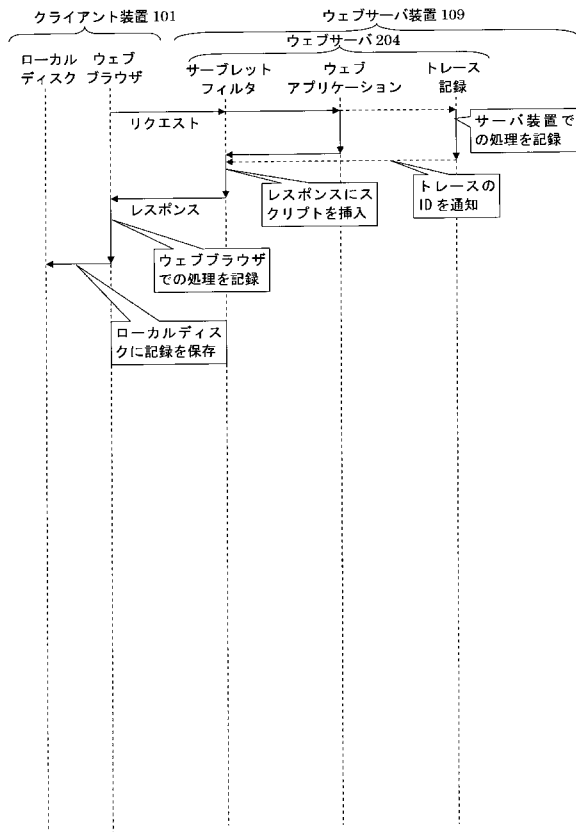 クライアント装置 101
ウェブサーバ装置 109
ウェブサーバ 204
ローカル
ディスク
ウェブ
ブラウザ
サーブレット
フィルタ
ウェブ
アプリケーション
トレース
記録
リクエスト
サーバ装置で
の処理を記録
レスポンスにス
クリプトを挿入
トレースの
ID を通知
レスポンス
ウェブブラウザ
での処理を記録
ローカルディス
クに記録を保存